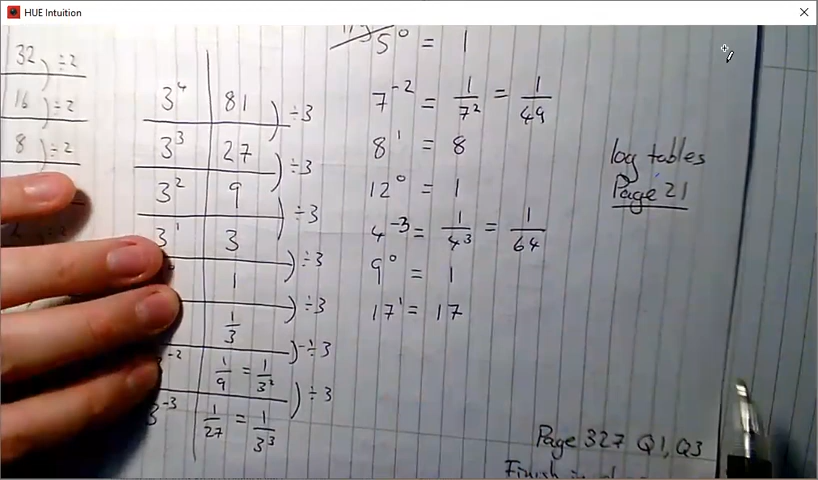 HUE Intuition
32 ) ÷2
16 ) ÷2
8 ) ÷2
3⁴ 81 ) ÷3
3³ 27 ) ÷3
3² 9 ) ÷3
3¹ 3 ) ÷3
1 ) ÷3
1/3 ) ÷3
⁻² 1/9 = 1/3² ) ÷3
3⁻³ 1/27 = 1/3³
5⁰ = 1
7⁻² = 1/7² = 1/49
8¹ = 8
12⁰ = 1
4⁻³ = 1/4³ = 1/64
9⁰ = 1
17¹ = 17
log tables
Page 21
Page 327 Q1, Q3
Finish